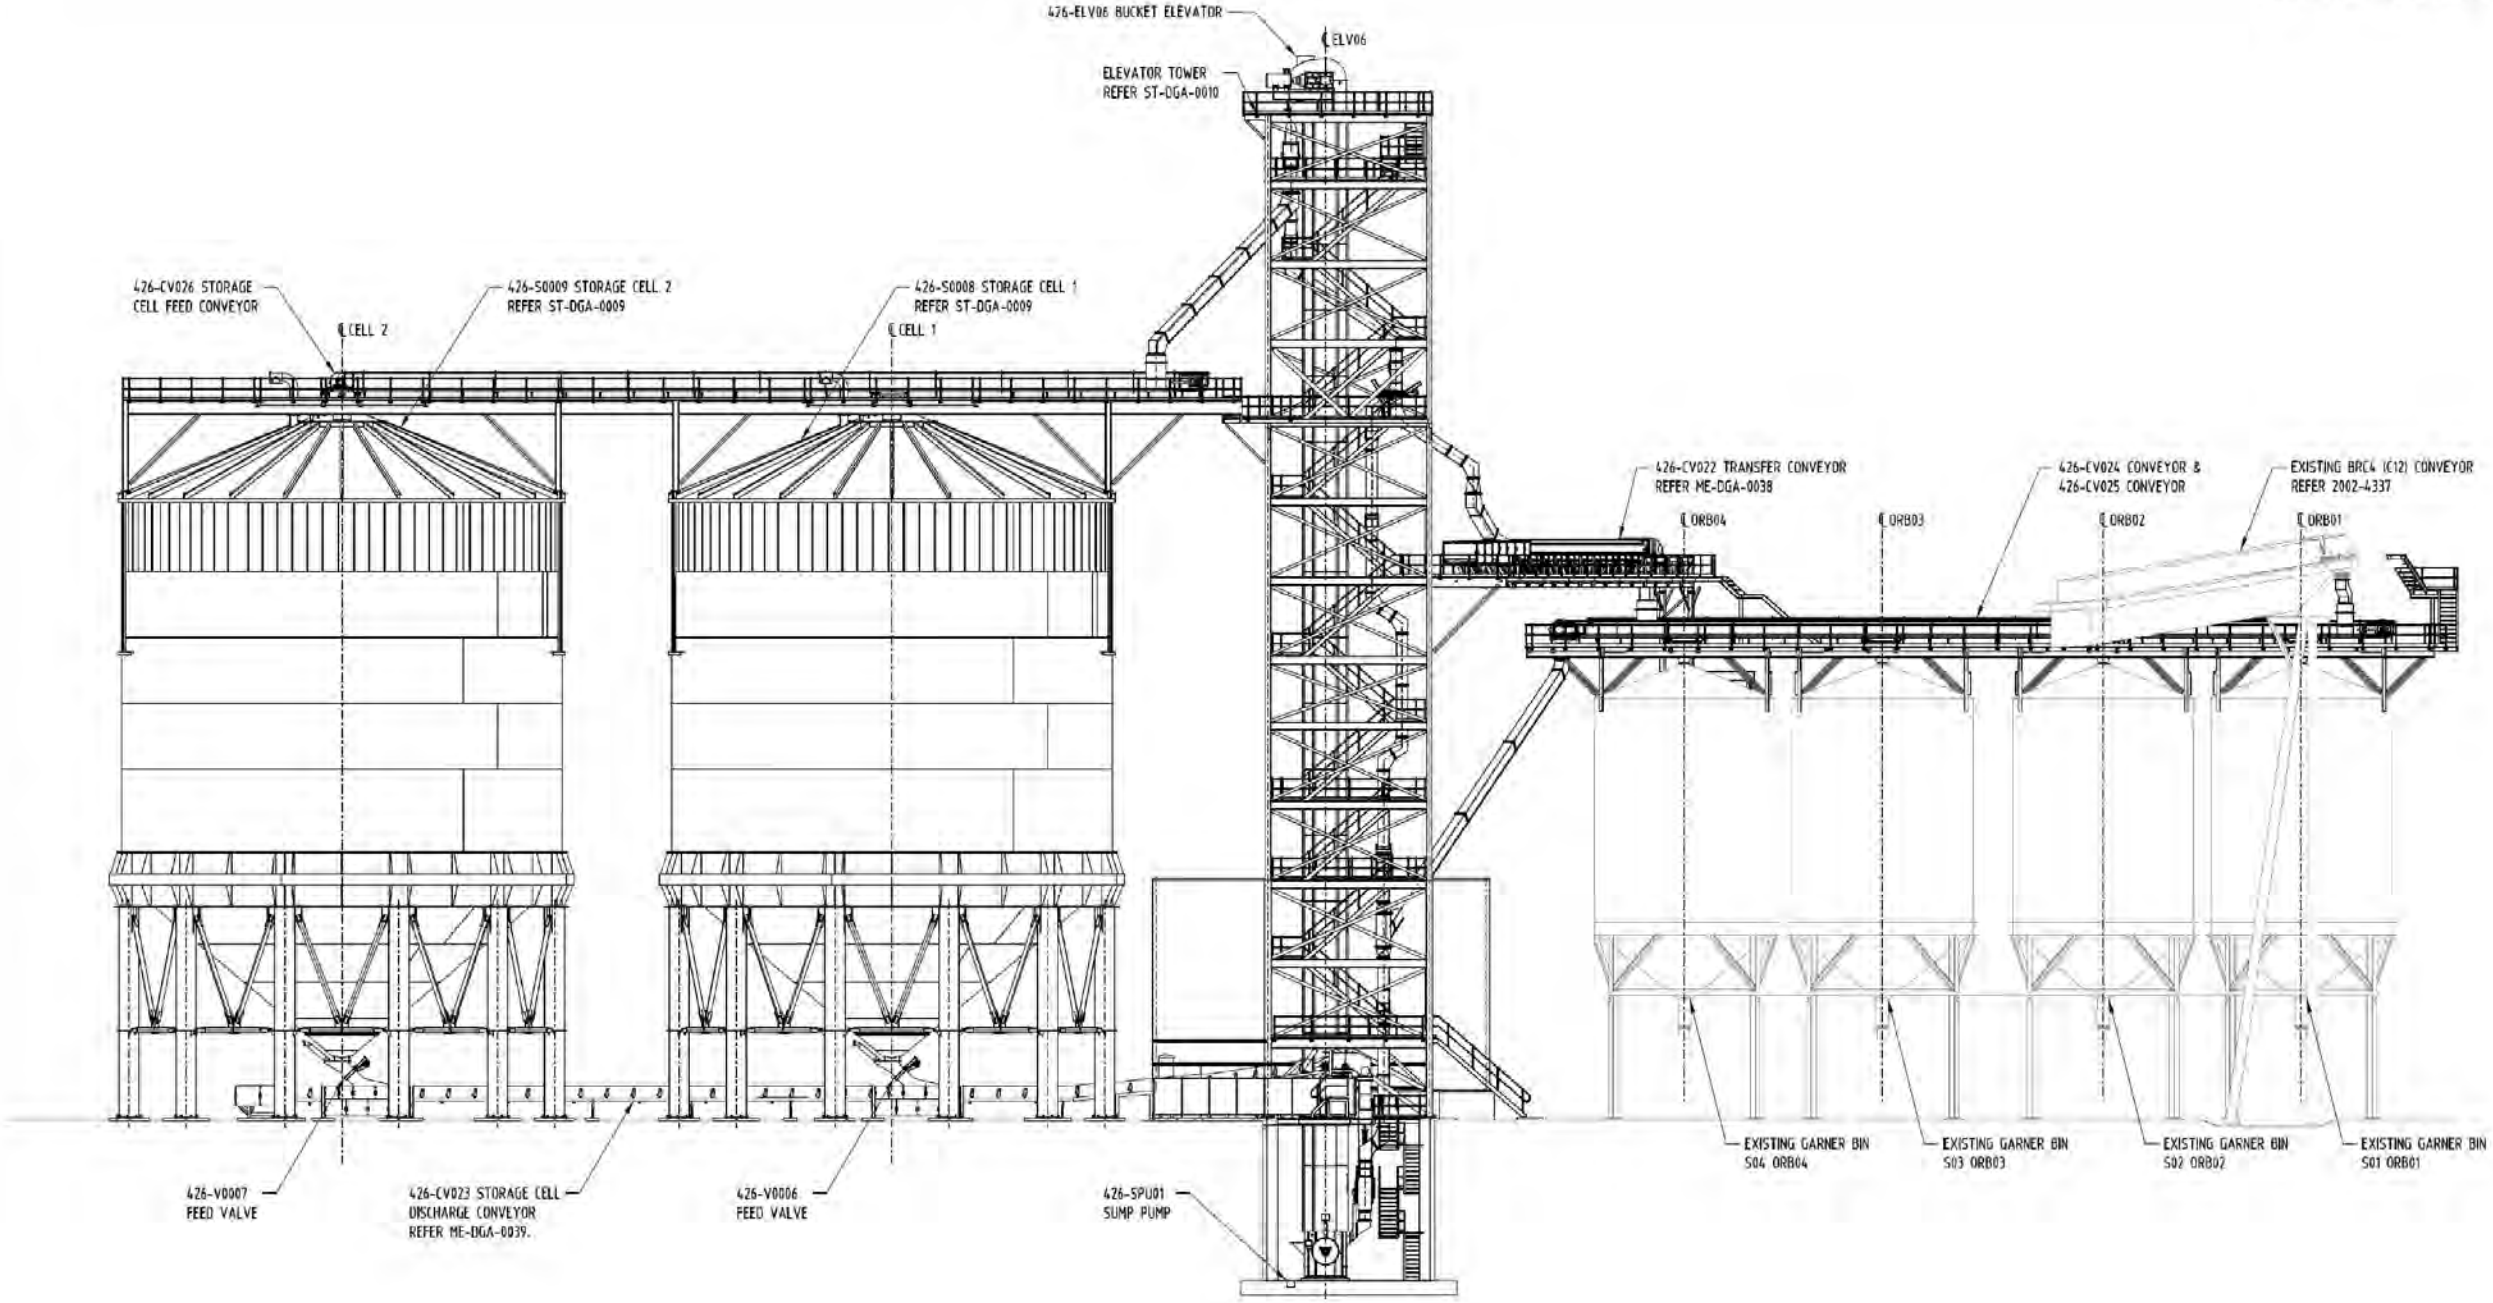 426-ELV06 BUCKET ELEVATOR
℄ ELV06
ELEVATOR TOWER
REFER ST-DGA-0010
426-CV026 STORAGE
CELL FEED CONVEYOR
426-S0009 STORAGE CELL 2
REFER ST-DGA-0009
426-S0008 STORAGE CELL 1
REFER ST-DGA-0009
℄ CELL 2
℄ CELL 1
426-CV022 TRANSFER CONVEYOR
REFER ME-DGA-0038
426-CV024 CONVEYOR &
426-CV025 CONVEYOR
EXISTING BRC4 (C12) CONVEYOR
REFER 2002-4337
℄ ORB04
℄ ORB03
℄ ORB02
℄ ORB01
EXISTING GARNER BIN
S04 ORB04
EXISTING GARNER BIN
S03 ORB03
EXISTING GARNER BIN
S02 ORB02
EXISTING GARNER BIN
S01 ORB01
426-V0007
FEED VALVE
426-CV023 STORAGE CELL
DISCHARGE CONVEYOR
REFER ME-DGA-0039.
426-V0006
FEED VALVE
426-SPU01
SUMP PUMP